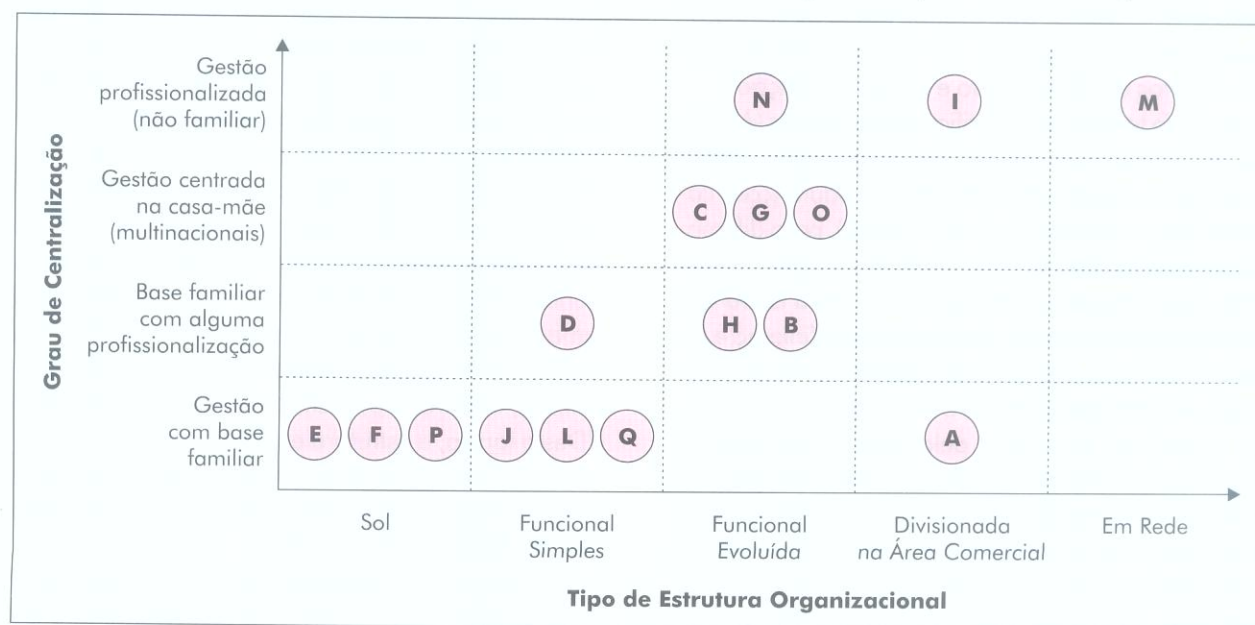 Grau de Centralização
Gestão
profissionalizada
(não familiar)
N
I
M
Gestão centrada
na casa-mãe
(multinacionais)
C
G
O
Base familiar
com alguma
profissionalização
D
H
B
Gestão
com base
familiar
E
F
P
J
L
Q
A
Sol
Funcional
Simples
Funcional
Evoluída
Divisionada
na Área Comercial
Em Rede
Tipo de Estrutura Organizacional